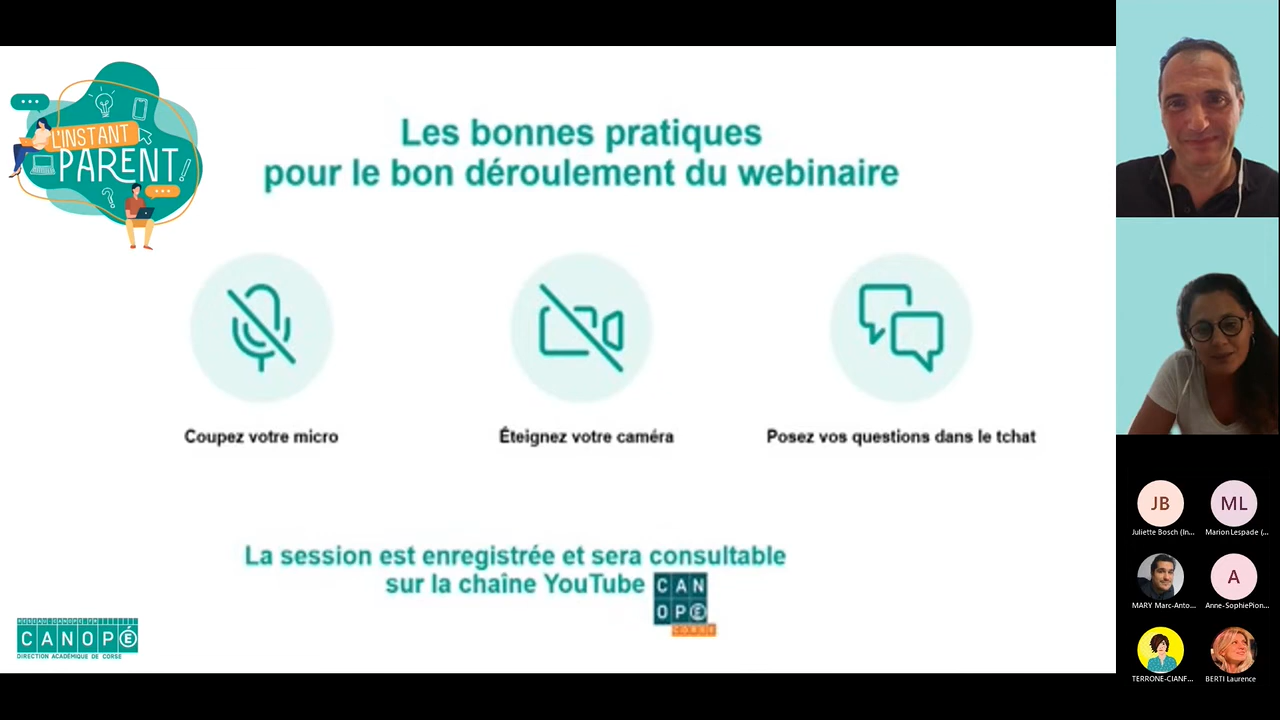 L'INSTANT
PARENT
Les bonnes pratiques
pour le bon déroulement du webinaire
Coupez votre micro
Éteignez votre caméra
Posez vos questions dans le tchat
La session est enregistrée et sera consultable
sur la chaîne YouTube
CAN
OPÉ
CORSE
CANOPÉ
DIRECTION ACADÉMIQUE DE CORSE
JB
ML
Juliette Bosch (In...
Marion Lespade (...
A
MARY Marc-Anto...
Anne-SophiePion...
TERRONE-CIANF...
BERTI Laurence